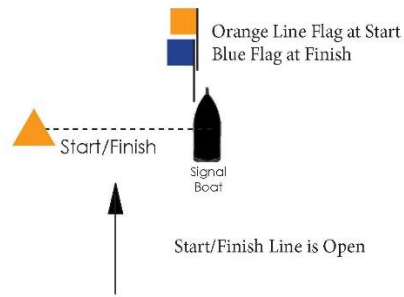 Orange Line Flag at Start
Blue Flag at Finish
Start/Finish
Signal
Boat
Start/Finish Line is Open